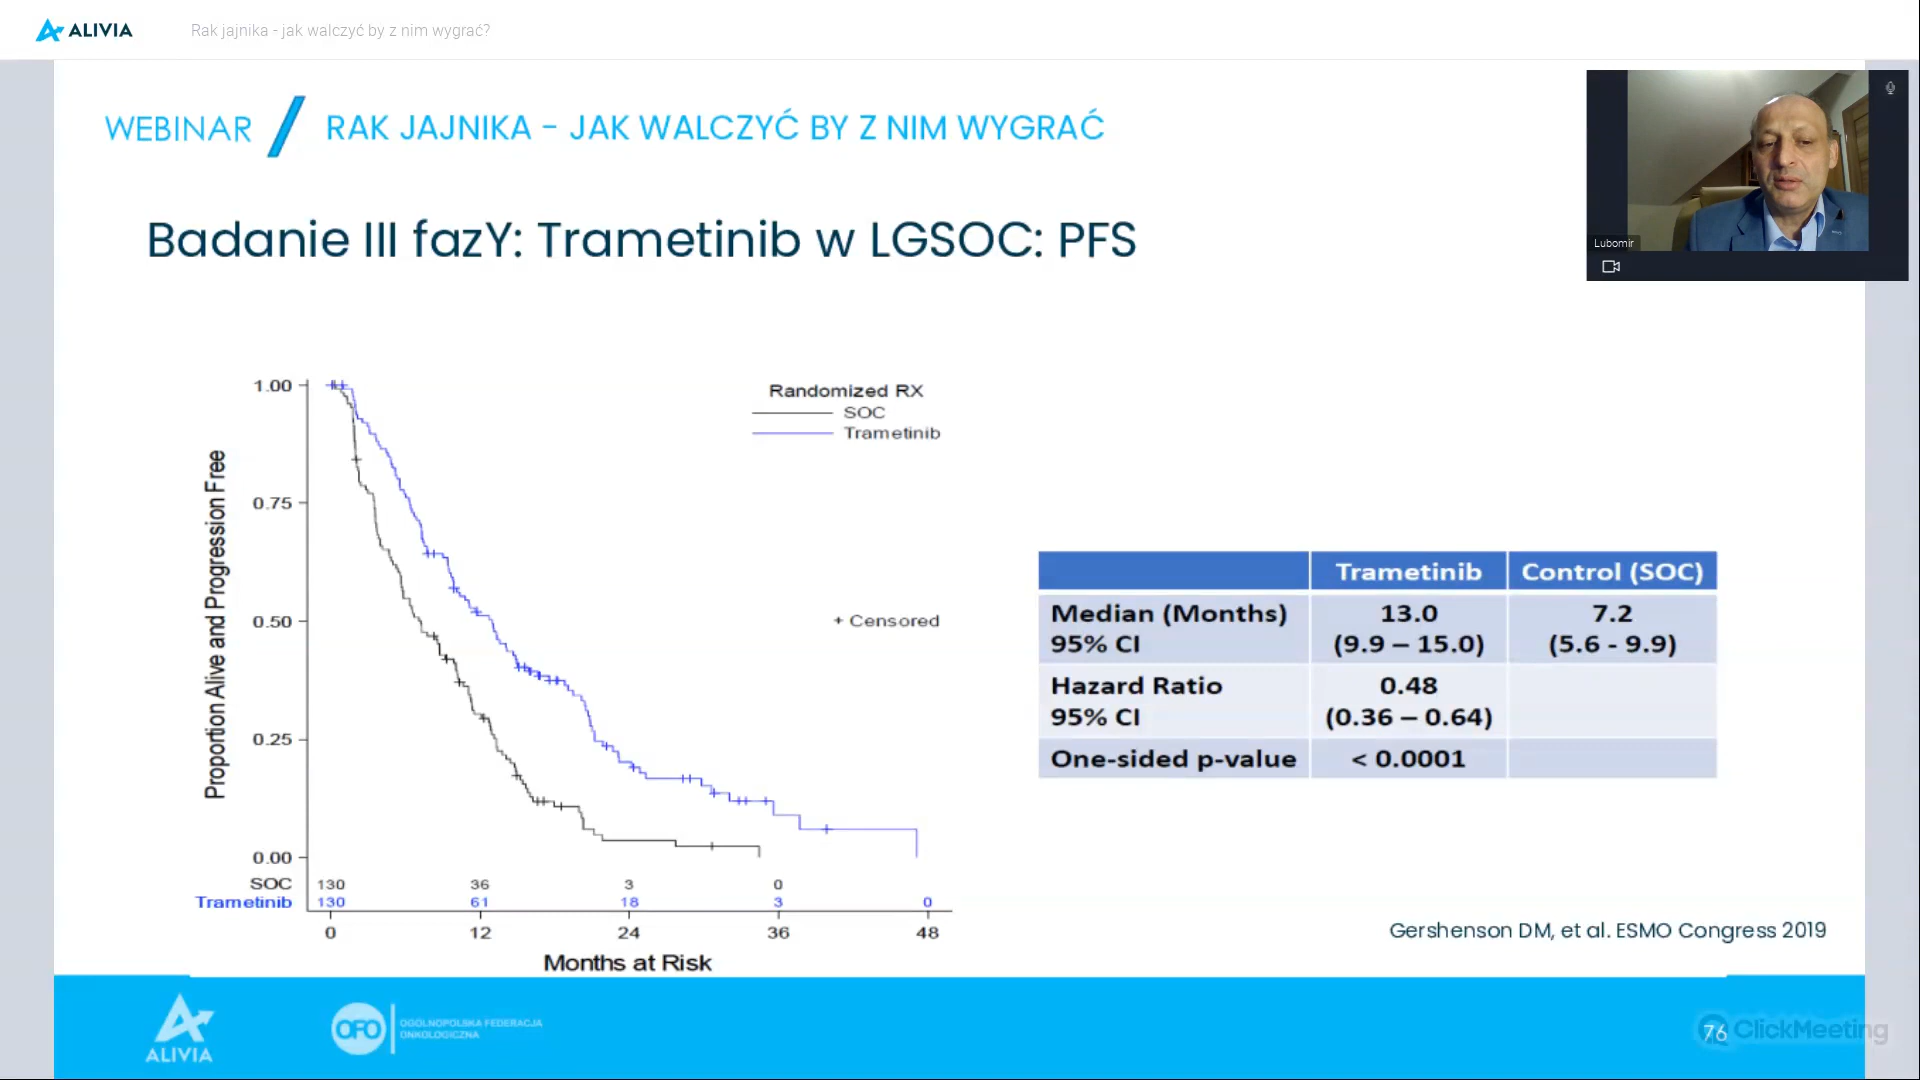 ALIVIA
Rak jajnika - jak walczyć by z nim wygrać?
WEBINAR / RAK JAJNIKA - JAK WALCZYĆ BY Z NIM WYGRAĆ
Lubomir
Badanie III fazY: Trametinib w LGSOC: PFS
Proportion Alive and Progression Free
1.00
0.75
0.50
0.25
0.00
Randomized RX
SOC
Trametinib
+ Censored
SOC 130 36 3 0
Trametinib 130 61 18 3 0
0 12 24 36 48
Months at Risk
Trametinib Control (SOC)
Median (Months) 13.0 7.2
95% CI (9.9 – 15.0) (5.6 - 9.9)
Hazard Ratio 0.48
95% CI (0.36 – 0.64)
One-sided p-value < 0.0001
Gershenson DM, et al. ESMO Congress 2019
ALIVIA
OFO
OGÓLNOPOLSKA FEDERACJA
ONKOLOGICZNA
76
ClickMeeting